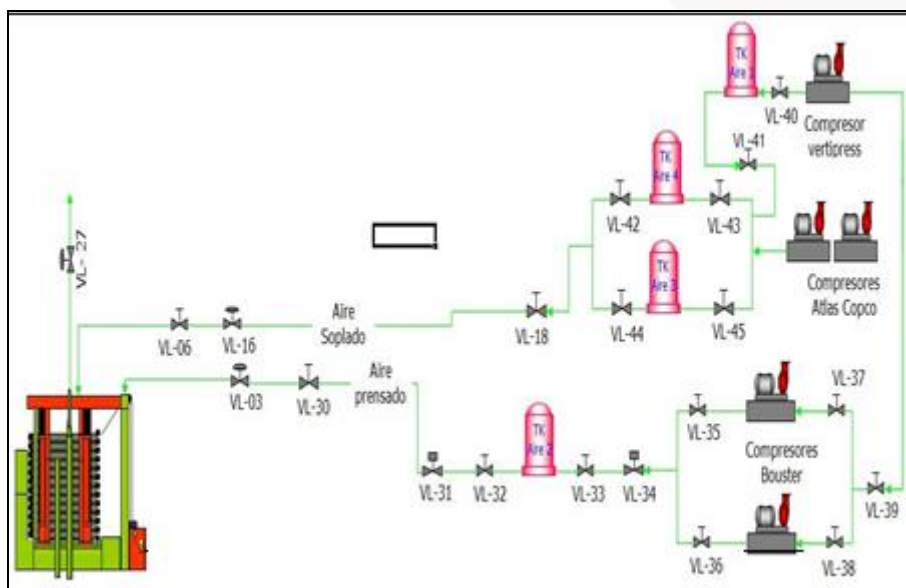 TK
Aire 1
VL-40
Compresor
vertipress
VL-41
TK
Aire 4
VL-42
VL-43
TK
Aire 3
VL-44
VL-45
Compresores
Atlas Copco
VL-27
VL-18
Aire
Soplado
VL-06
VL-16
Aire
prensado
VL-03
VL-30
VL-37
VL-35
Compresores
Bouster
TK
Aire 2
VL-31
VL-32
VL-33
VL-34
VL-39
VL-36
VL-38